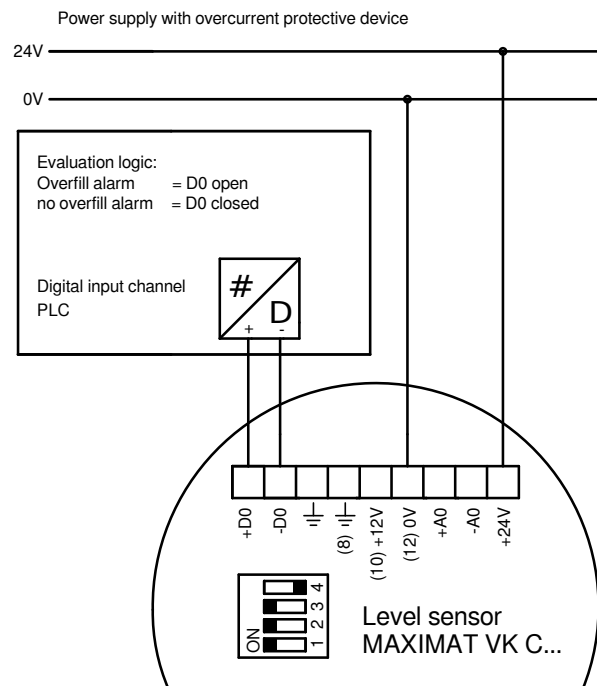 Power supply with overcurrent protective device
24V
0V
Evaluation logic:
Overfill alarm = D0 open
no overfill alarm = D0 closed
Digital input channel
PLC
#
D
+ -
+D0
-D0
(8)
(10) +12V
(12) 0V
+A0
-A0
+24V
ON
1 2 3 4
Level sensor
MAXIMAT VK C...